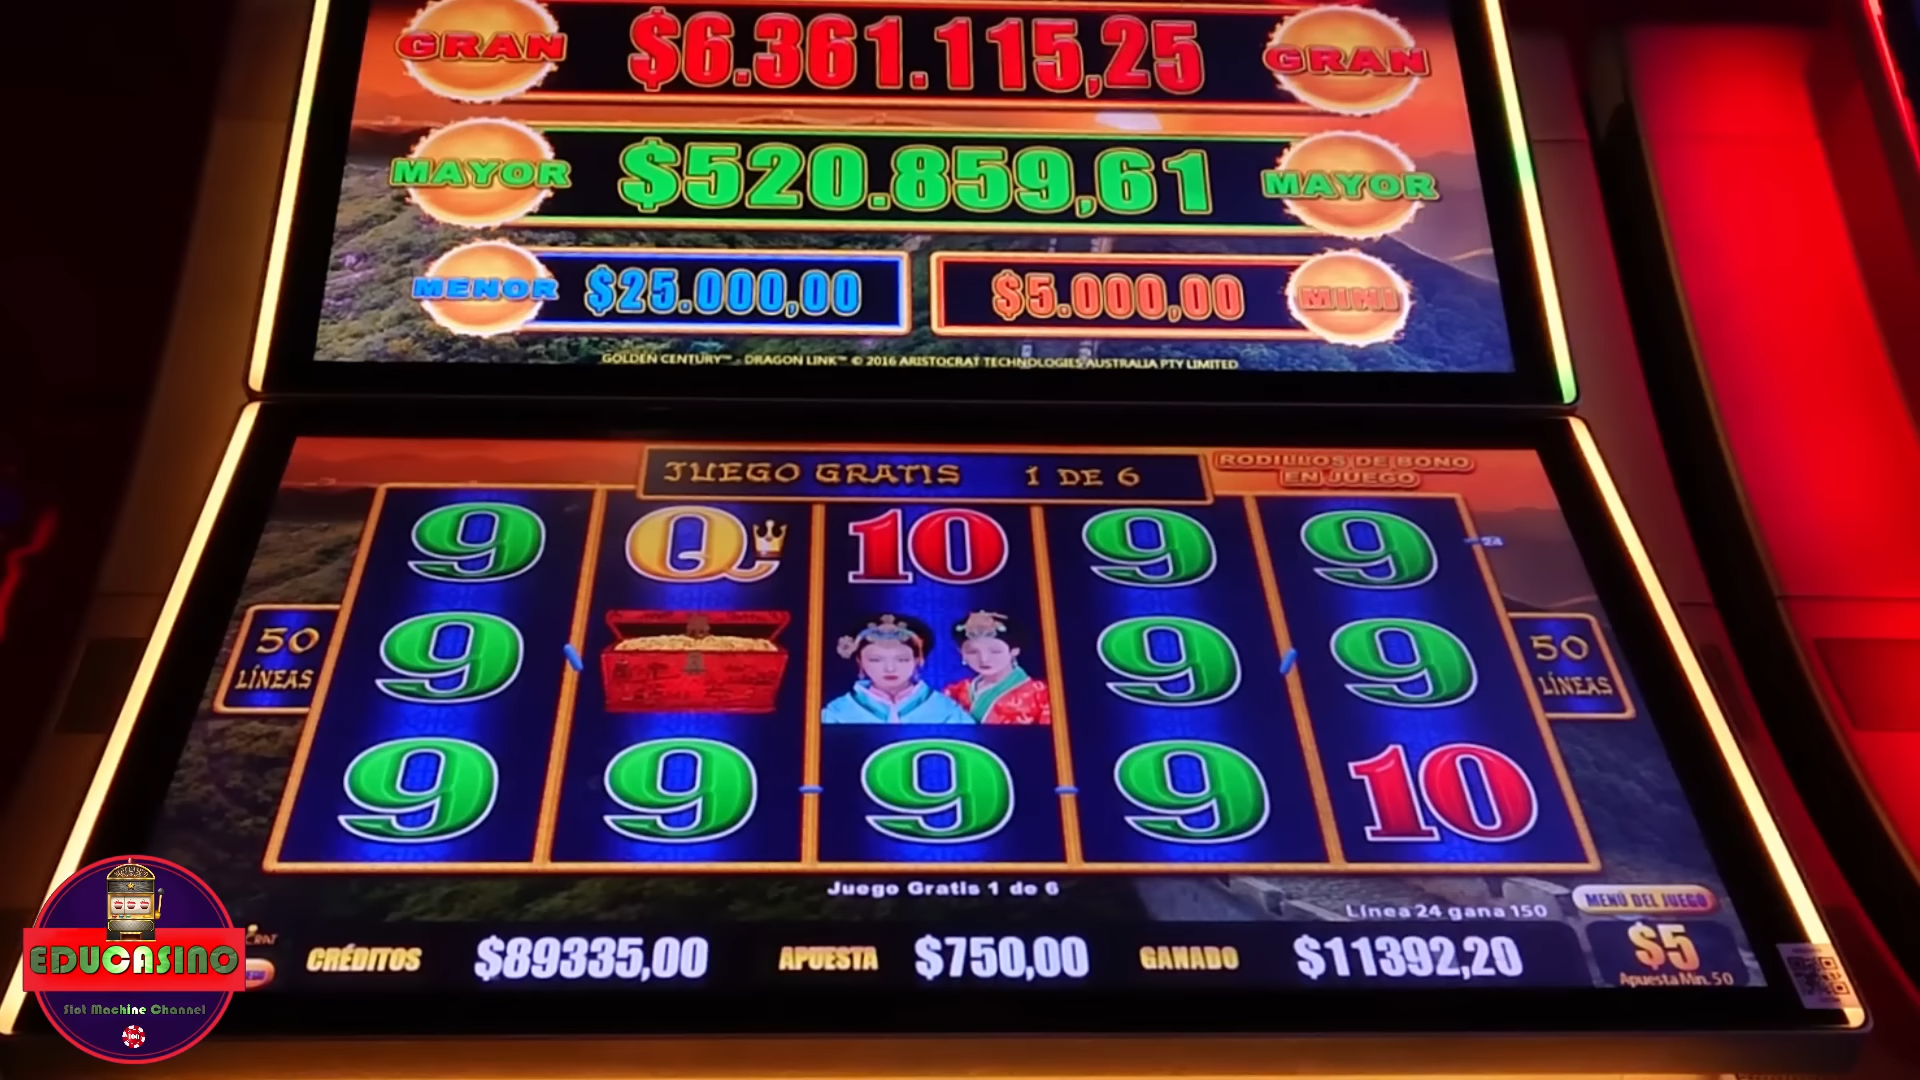 GRAN $6.361.115,25 GRAN
MAYOR $520.859,61 MAYOR
MENOR $25.000,00 $5.000,00 MINI
GOLDEN CENTURY™ - DRAGON LINK™ © 2016 ARISTOCRAT TECHNOLOGIES AUSTRALIA PTY LIMITED
JUEGO GRATIS 1 DE 6
RODILLOS DE BONO
EN JUEGO
9 Q 10 9 9
24
50
LÍNEAS
9 9 9
50
LÍNEAS
9 9 9 9 10
Juego Gratis 1 de 6
Línea 24 gana 150
MENÚ DEL JUEGO
CRÉDITOS $89335,00 APUESTA $750,00 GANADO $11392,20
$5
Apuesta Min. 50
EDUCASINO
Slot Machine Channel